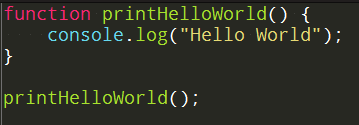 function printHelloWorld() {
    console.log("Hello World");
}

printHelloWorld();